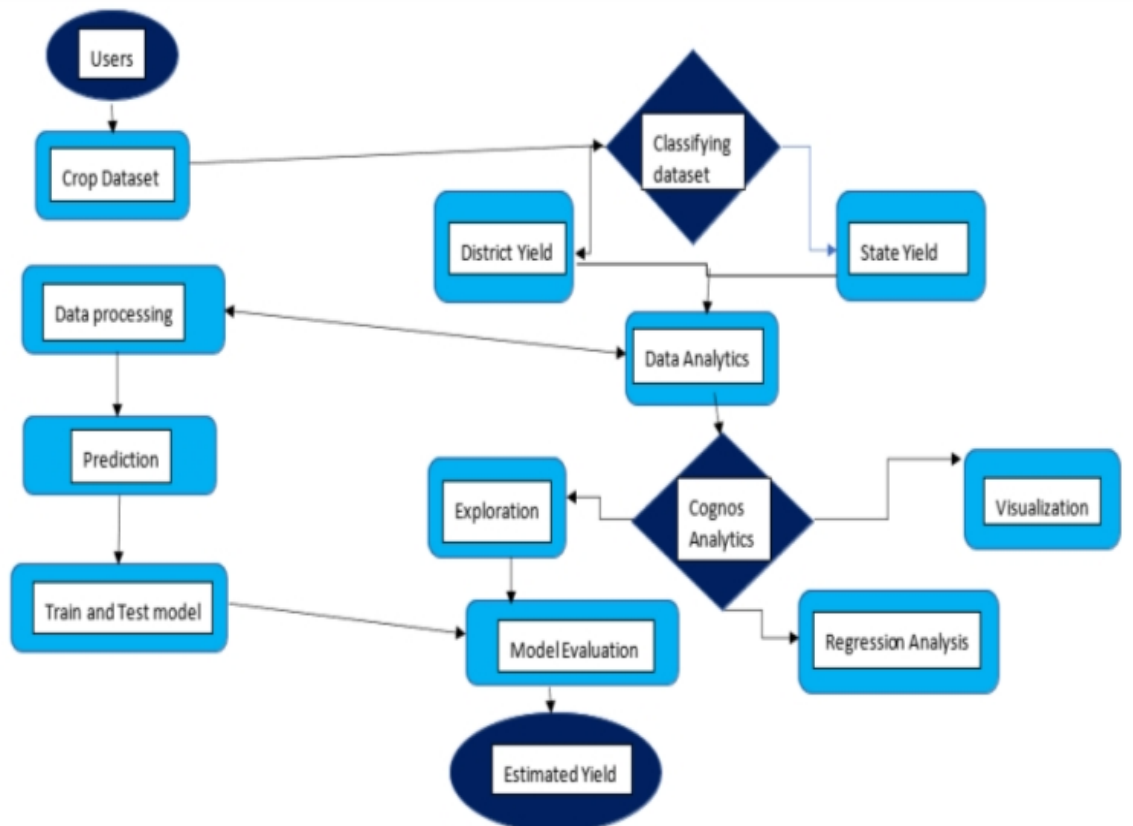 Users
Classifying
dataset
Crop Dataset
District Yield
State Yield
Data processing
Data Analytics
Prediction
Exploration
Cognos
Analytics
Visualization
Train and Test model
Model Evaluation
Regression Analysis
Estimated Yield